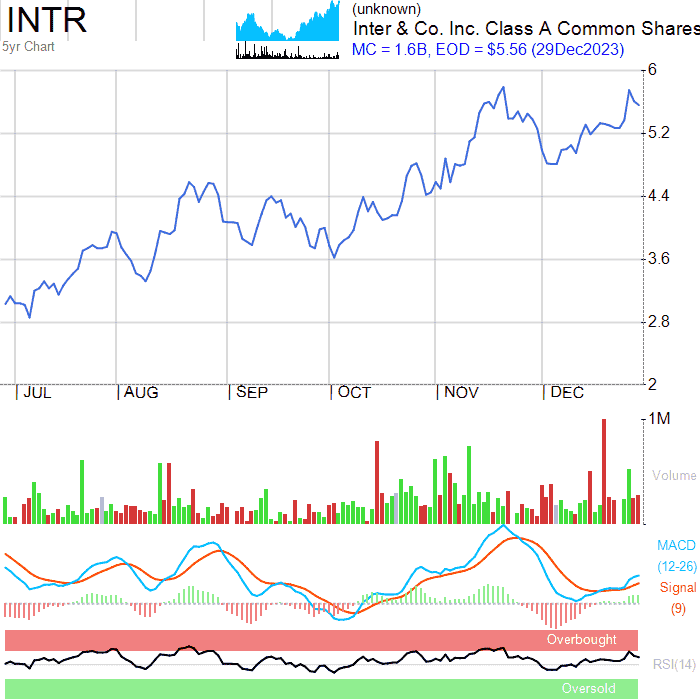 INTR
5yr Chart
(unknown)
Inter & Co. Inc. Class A Common Shares
MC = 1.6B, EOD = $5.56 (29Dec2023)
6
5.2
4.4
3.6
2.8
2
JUL AUG SEP OCT NOV DEC
1M
Volume
MACD
(12-26)
Signal
(9)
Overbought
RSI(14)
Oversold